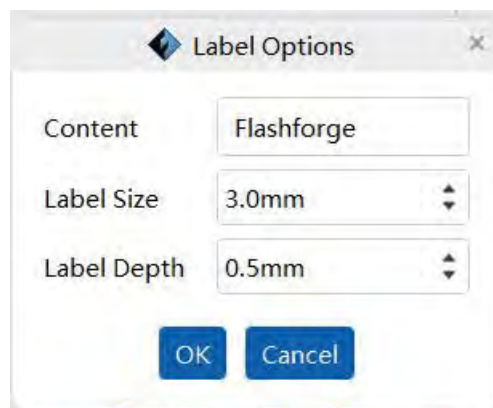 Label Options
Content Flashforge
Label Size 3.0mm
Label Depth 0.5mm
OK Cancel